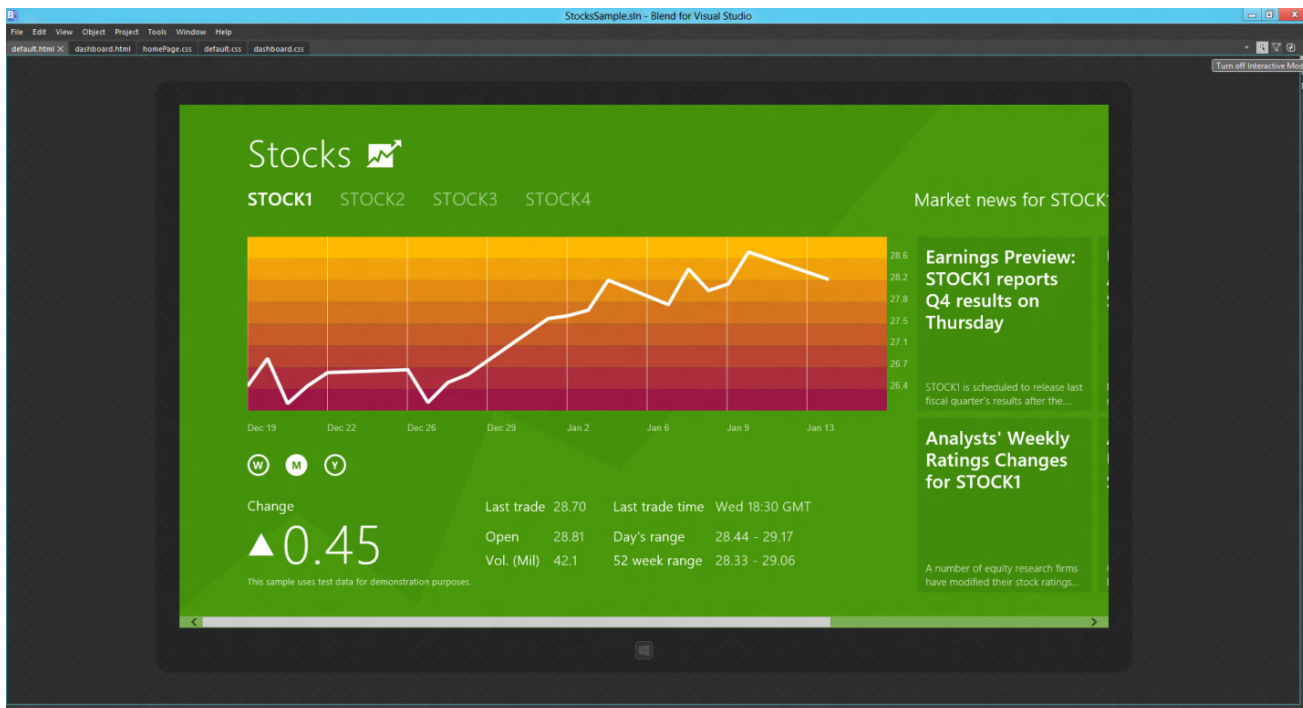 StocksSample.sln - Blend for Visual Studio
File Edit View Object Project Tools Window Help
default.html dashboard.html homePage.css default.css dashboard.css
Turn off Interactive Mod
Stocks
STOCK1 STOCK2 STOCK3 STOCK4
Market news for STOCK1
28.6
28.2
27.8
27.5
27.1
26.7
26.4
Dec 19 Dec 22 Dec 26 Dec 29 Jan 2 Jan 6 Jan 9 Jan 13
W M Y
Change
0.45
This sample uses test data for demonstration purposes.
Last trade 28.70 Last trade time Wed 18:30 GMT
Open 28.81 Day's range 28.44 - 29.17
Vol. (Mil) 42.1 52 week range 28.33 - 29.06
Earnings Preview:
STOCK1 reports
Q4 results on
Thursday
STOCK1 is scheduled to release last
fiscal quarter's results after the....
Analysts' Weekly
Ratings Changes
for STOCK1
A number of equity research firms
have modified their stock ratings...